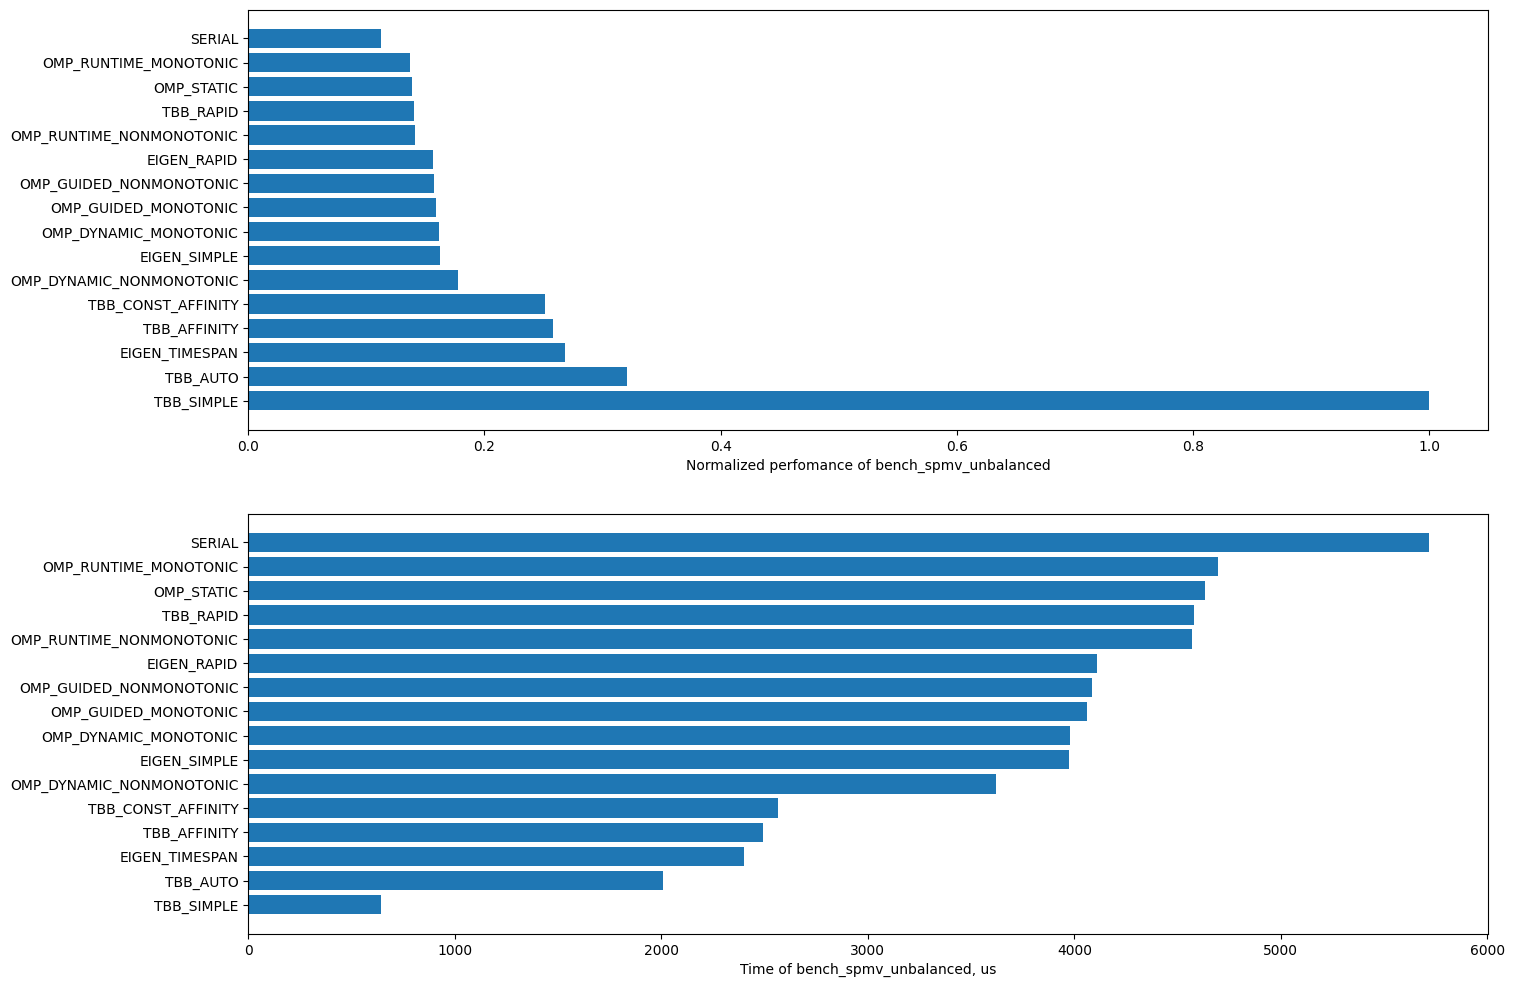 SERIAL
OMP_RUNTIME_MONOTONIC
OMP_STATIC
TBB_RAPID
OMP_RUNTIME_NONMONOTONIC
EIGEN_RAPID
OMP_GUIDED_NONMONOTONIC
OMP_GUIDED_MONOTONIC
OMP_DYNAMIC_MONOTONIC
EIGEN_SIMPLE
OMP_DYNAMIC_NONMONOTONIC
TBB_CONST_AFFINITY
TBB_AFFINITY
EIGEN_TIMESPAN
TBB_AUTO
TBB_SIMPLE
0.0 0.2 0.4 0.6 0.8 1.0
Normalized perfomance of bench_spmv_unbalanced
SERIAL
OMP_RUNTIME_MONOTONIC
OMP_STATIC
TBB_RAPID
OMP_RUNTIME_NONMONOTONIC
EIGEN_RAPID
OMP_GUIDED_NONMONOTONIC
OMP_GUIDED_MONOTONIC
OMP_DYNAMIC_MONOTONIC
EIGEN_SIMPLE
OMP_DYNAMIC_NONMONOTONIC
TBB_CONST_AFFINITY
TBB_AFFINITY
EIGEN_TIMESPAN
TBB_AUTO
TBB_SIMPLE
0 1000 2000 3000 4000 5000 6000
Time of bench_spmv_unbalanced, us